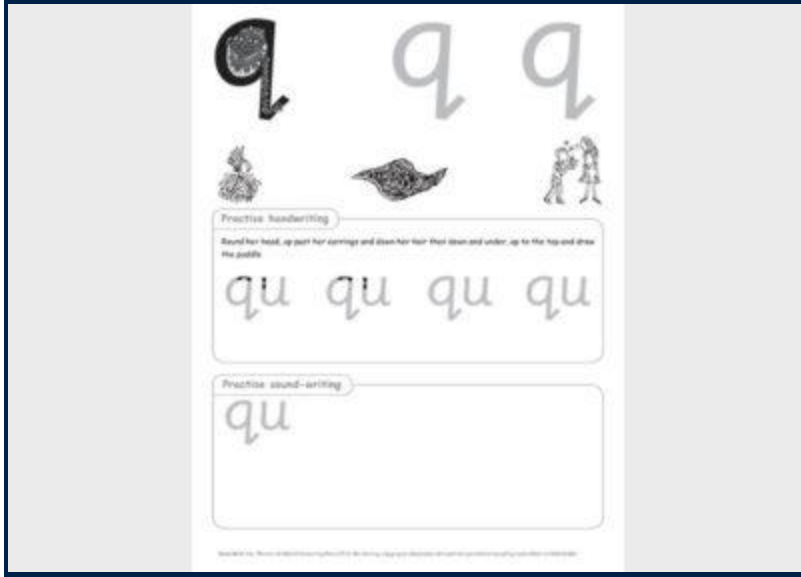 q q q
Practise handwriting
Round her head, up past her earrings and down her hair then down and under, up to the top and draw
the puddle
qu qu qu qu
Practise sound-writing
qu